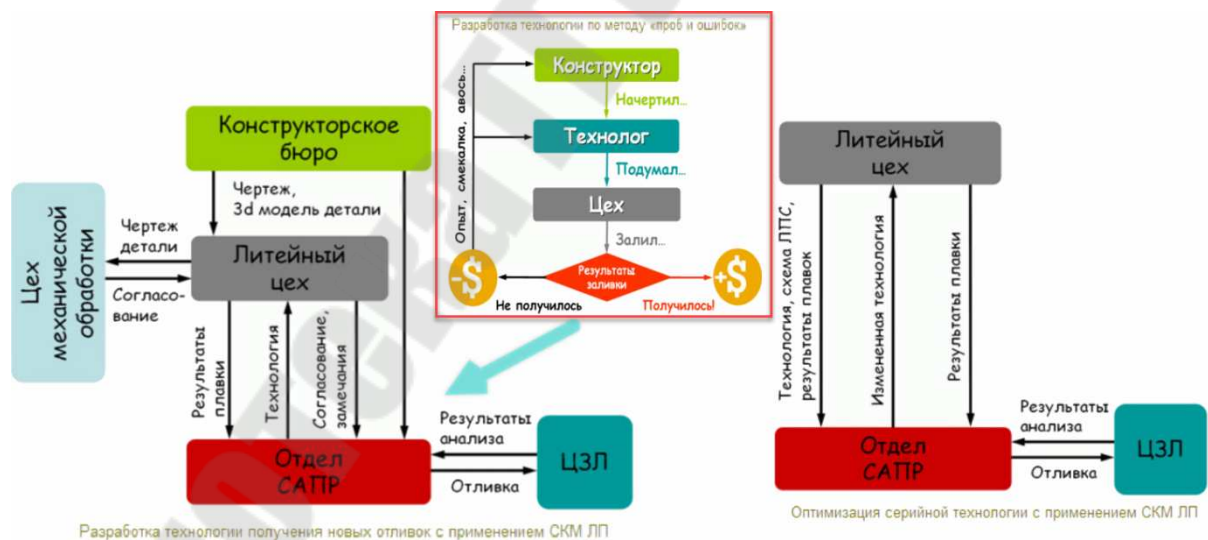 Разработка технологии по методу «проб и ошибок»
Конструктор
Начертил...
Технолог
Подумал...
Цех
Залил...
Результаты
заливки
Не получилось
Получилось!
-$
+$
Опыт, смекалка, авось...
Конструкторское
бюро
Чертеж,
3d модель детали
Цех
механической
обработки
Чертеж
детали
Согласо-
вание
Литейный
цех
Результаты
плавки
Технология
Согласование,
замечания
Отдел
САПР
Результаты
анализа
Отливка
ЦЗЛ
Разработка технологии получения новых отливок с применением СКМ ЛП
Литейный
цех
Технология, схема ЛПС,
результаты плавок
Измененная технология
Результаты плавки
Отдел
САПР
Результаты
анализа
Отливка
ЦЗЛ
Оптимизация серийной технологии с применением СКМ ЛП